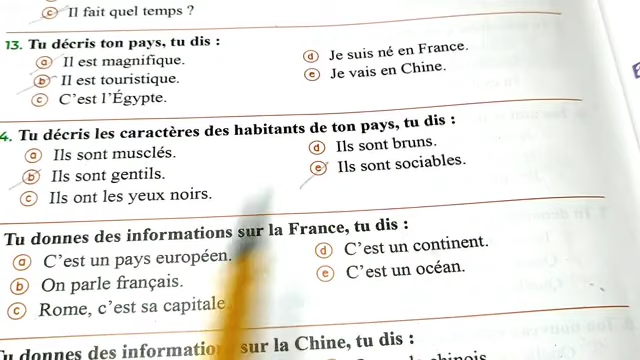 c Il fait quel temps ?
13. Tu décris ton pays, tu dis :
a Il est magnifique.
d Je suis né en France.
b Il est touristique.
e Je vais en Chine.
c C'est l'Égypte.
4. Tu décris les caractères des habitants de ton pays, tu dis :
a Ils sont musclés.
d Ils sont bruns.
b Ils sont gentils.
e Ils sont sociables.
c Ils ont les yeux noirs.
Tu donnes des informations sur la France, tu dis :
a C'est un pays européen.
d C'est un continent.
b On parle français.
e C'est un océan.
c Rome, c'est sa capitale
Tu donnes des information sur la Chine, tu dis :
chinois